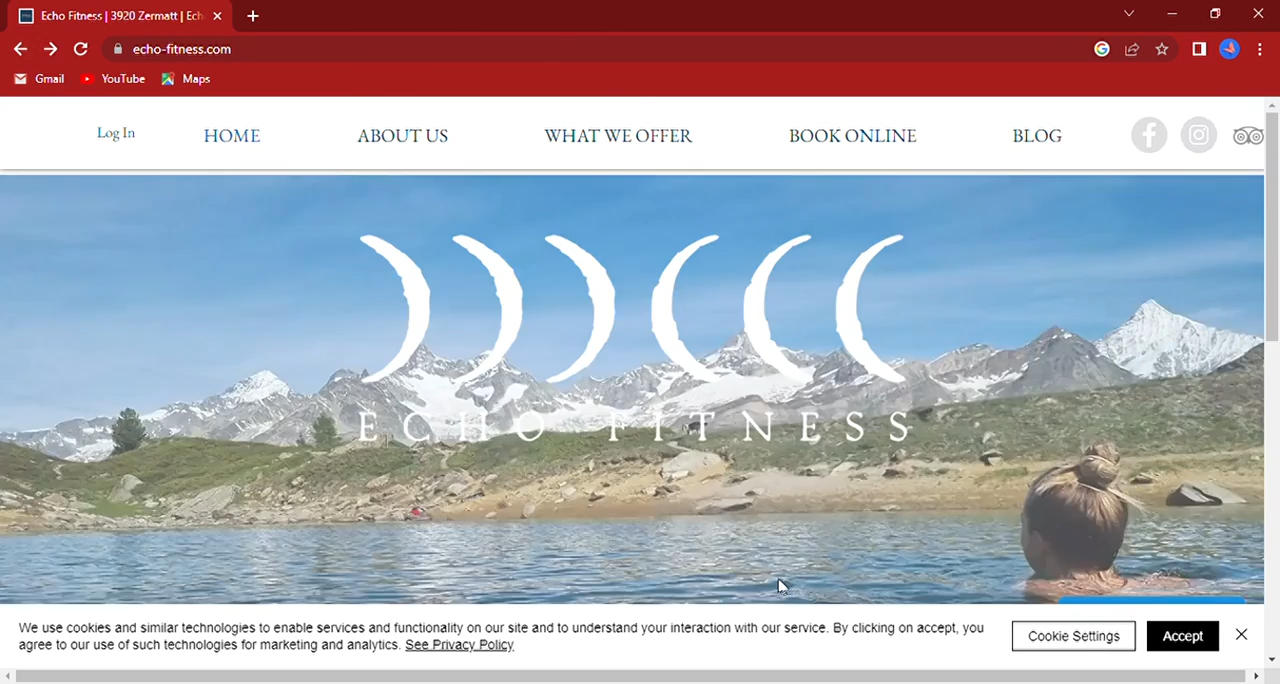 Echo Fitness | 3920 Zermatt | Ech
echo-fitness.com
Gmail YouTube Maps
Log In HOME ABOUT US WHAT WE OFFER BOOK ONLINE BLOG
ECHO FITNESS
We use cookies and similar technologies to enable services and functionality on our site and to understand your interaction with our service. By clicking on accept, you
agree to our use of such technologies for marketing and analytics. See Privacy Policy
Cookie Settings Accept